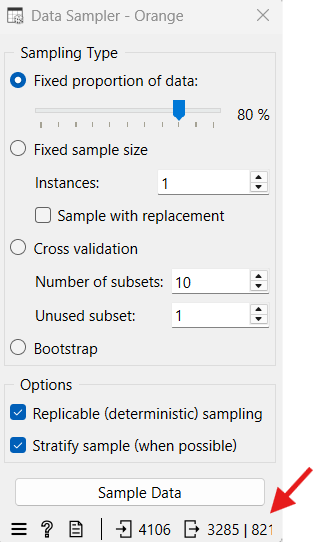 Data Sampler - Orange
Sampling Type
Fixed proportion of data:
80 %
Fixed sample size
Instances: 1
Sample with replacement
Cross validation
Number of subsets: 10
Unused subset: 1
Bootstrap
Options
Replicable (deterministic) sampling
Stratify sample (when possible)
Sample Data
? 4106 3285 | 821